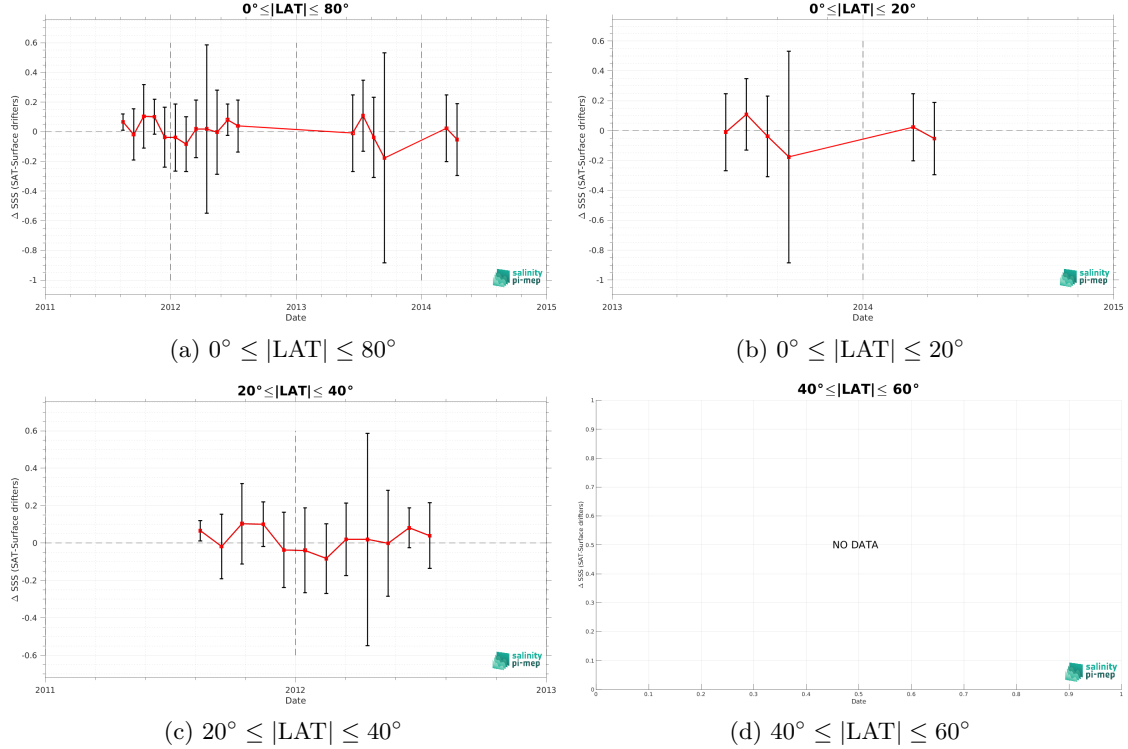 0°≤|LAT|≤ 80°
0.6
0.4
0.2
0
-0.2
-0.4
-0.6
-0.8
-1
Δ SSS (SAT-Surface drifters)
2011
2012
2013
2014
2015
Date
salinity
pi-mep
(a) 0° ≤ |LAT| ≤ 80°
0°≤|LAT|≤ 20°
0.6
0.4
0.2
0
-0.2
-0.4
-0.6
-0.8
-1
Δ SSS (SAT-Surface drifters)
2013
2014
2015
Date
salinity
pi-mep
(b) 0° ≤ |LAT| ≤ 20°
20°≤|LAT|≤ 40°
0.6
0.4
0.2
0
-0.2
-0.4
-0.6
Δ SSS (SAT-Surface drifters)
2011
2012
2013
Date
salinity
pi-mep
(c) 20° ≤ |LAT| ≤ 40°
40°≤|LAT|≤ 60°
1
0.9
0.8
0.7
0.6
0.5
0.4
0.3
0.2
0.1
0
Δ SSS (SAT-Surface drifters)
NO DATA
0
0.1
0.2
0.3
0.4
0.5
0.6
0.7
0.8
0.9
1
Date
salinity
pi-mep
(d) 40° ≤ |LAT| ≤ 60°